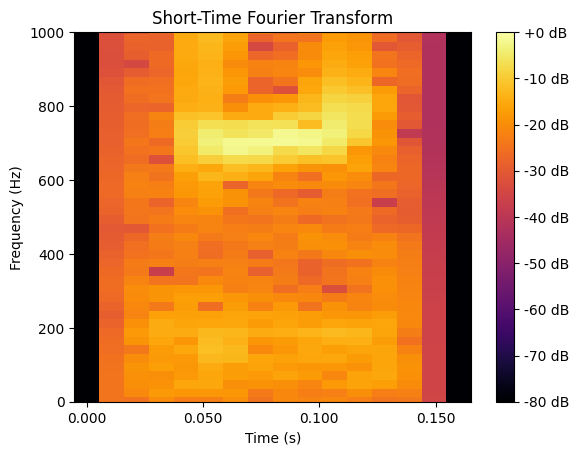 Short-Time Fourier Transform
1000
800
600
400
200
0
Frequency (Hz)
0.000
0.050
0.100
0.150
Time (s)
+0 dB
-10 dB
-20 dB
-30 dB
-40 dB
-50 dB
-60 dB
-70 dB
-80 dB